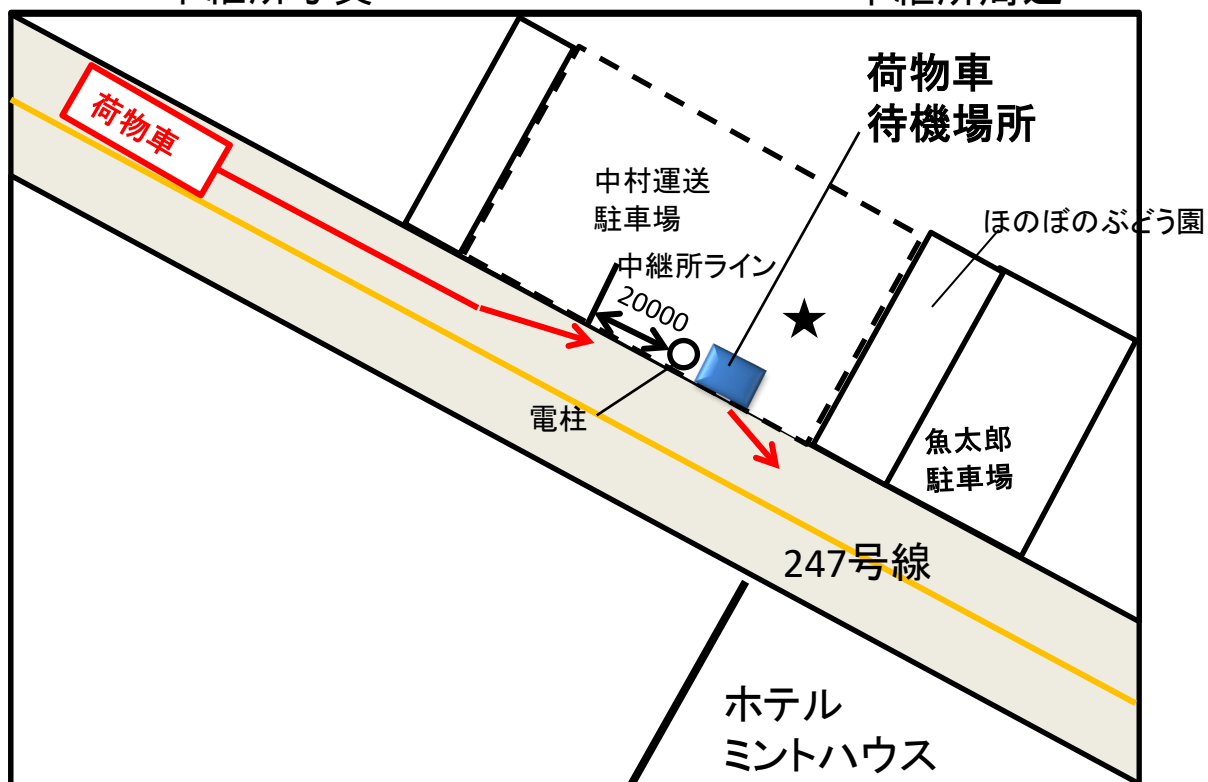 荷物車
待機場所
荷物車
中村運送
駐車場
ほのぼのぶどう園
中継所ライン
20000
電柱
魚太郎
駐車場
247号線
ホテル
ミントハウス